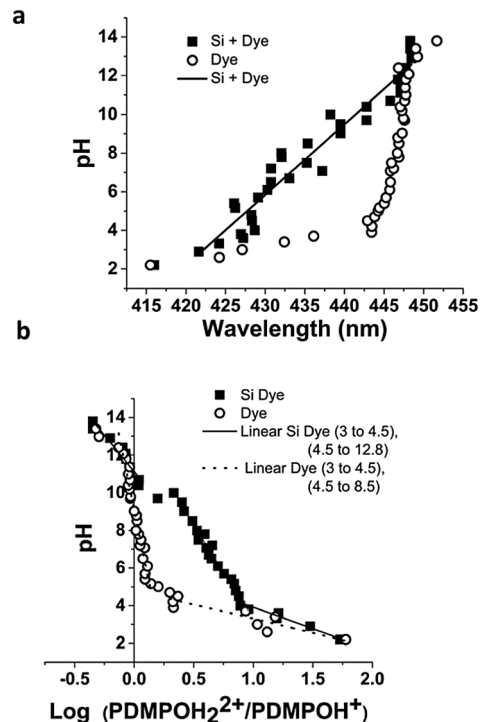 a
Si + Dye
Dye
Si + Dye
14
12
10
8
6
4
2
pH
415 420 425 430 435 440 445 450 455
Wavelength (nm)
b
Si Dye
Dye
Linear Si Dye (3 to 4.5),
(4.5 to 12.8)
Linear Dye (3 to 4.5),
(4.5 to 8.5)
14
12
10
8
6
4
2
pH
-0.5 0.0 0.5 1.0 1.5 2.0
Log (PDMPOH₂²⁺/PDMPOH⁺)